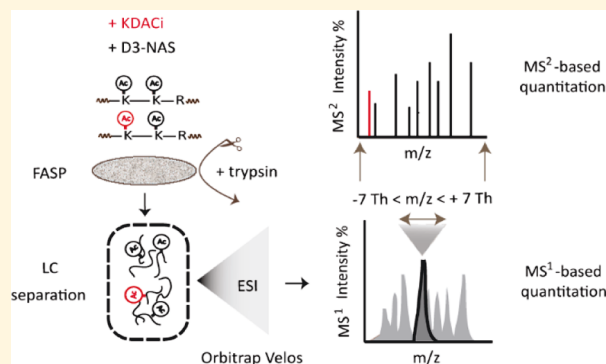 + KDACi
+ D3-NAS
Ac Ac
K K R
Ac Ac
K K R
FASP
+ trypsin
LC
separation
Ac Ac
Ac Ac
ESI
Orbitrap Velos
MS² Intensity %
m/z
MS²-based
quantitation
-7 Th < m/z < + 7 Th
MS¹ Intensity %
m/z
MS¹-based
quantitation